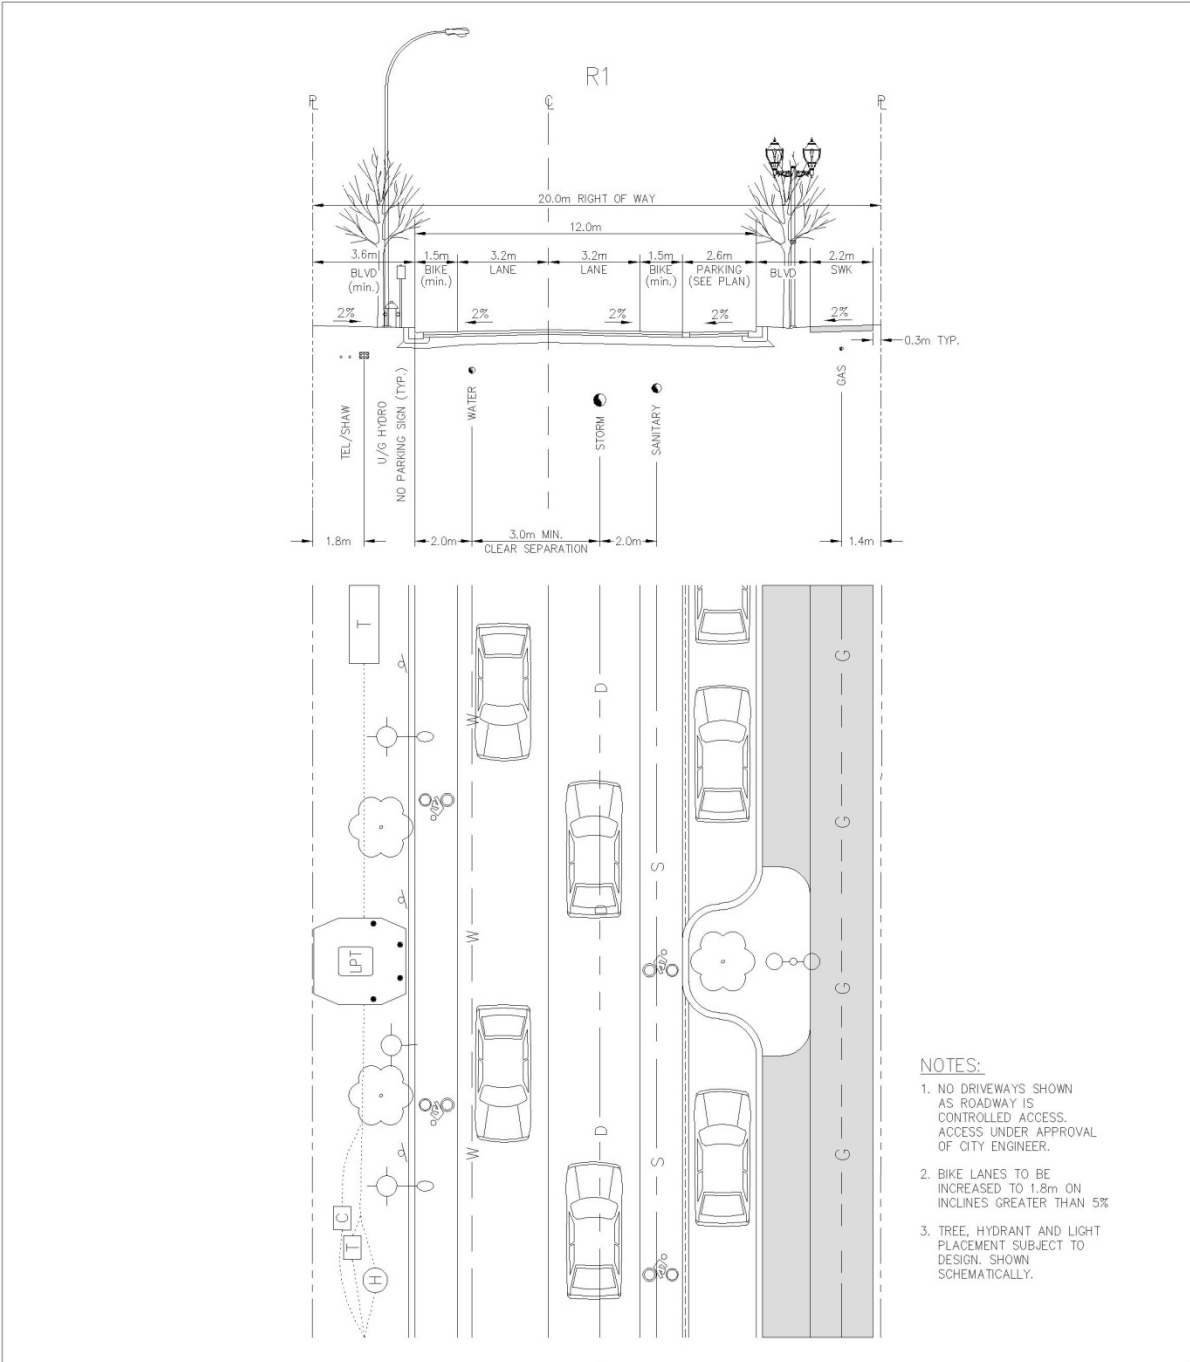 R1
PL
CL
PL
20.0m RIGHT OF WAY
12.0m
3.6m
BLVD
(min.)
1.5m
BIKE
(min.)
3.2m
LANE
3.2m
LANE
1.5m
BIKE
(min.)
2.6m
PARKING
(SEE PLAN)
BLVD
2.2m
SWK
2%
2%
2%
2%
2%
0.3m TYP.
TEL/SHAW
U/G HYDRO
NO PARKING SIGN (TYP.)
WATER
STORM
SANITARY
GAS
1.8m
2.0m
3.0m MIN.
CLEAR SEPARATION
2.0m
1.4m
T
G
D
W
G
S
W
LPT
G
D
W
S
G
C
T
H
NOTES:
1. NO DRIVEWAYS SHOWN
AS ROADWAY IS
CONTROLLED ACCESS.
ACCESS UNDER APPROVAL
OF CITY ENGINEER.
2. BIKE LANES TO BE
INCREASED TO 1.8m ON
INCLINES GREATER THAN 5%
3. TREE, HYDRANT AND LIGHT
PLACEMENT SUBJECT TO
DESIGN. SHOWN
SCHEMATICALLY.